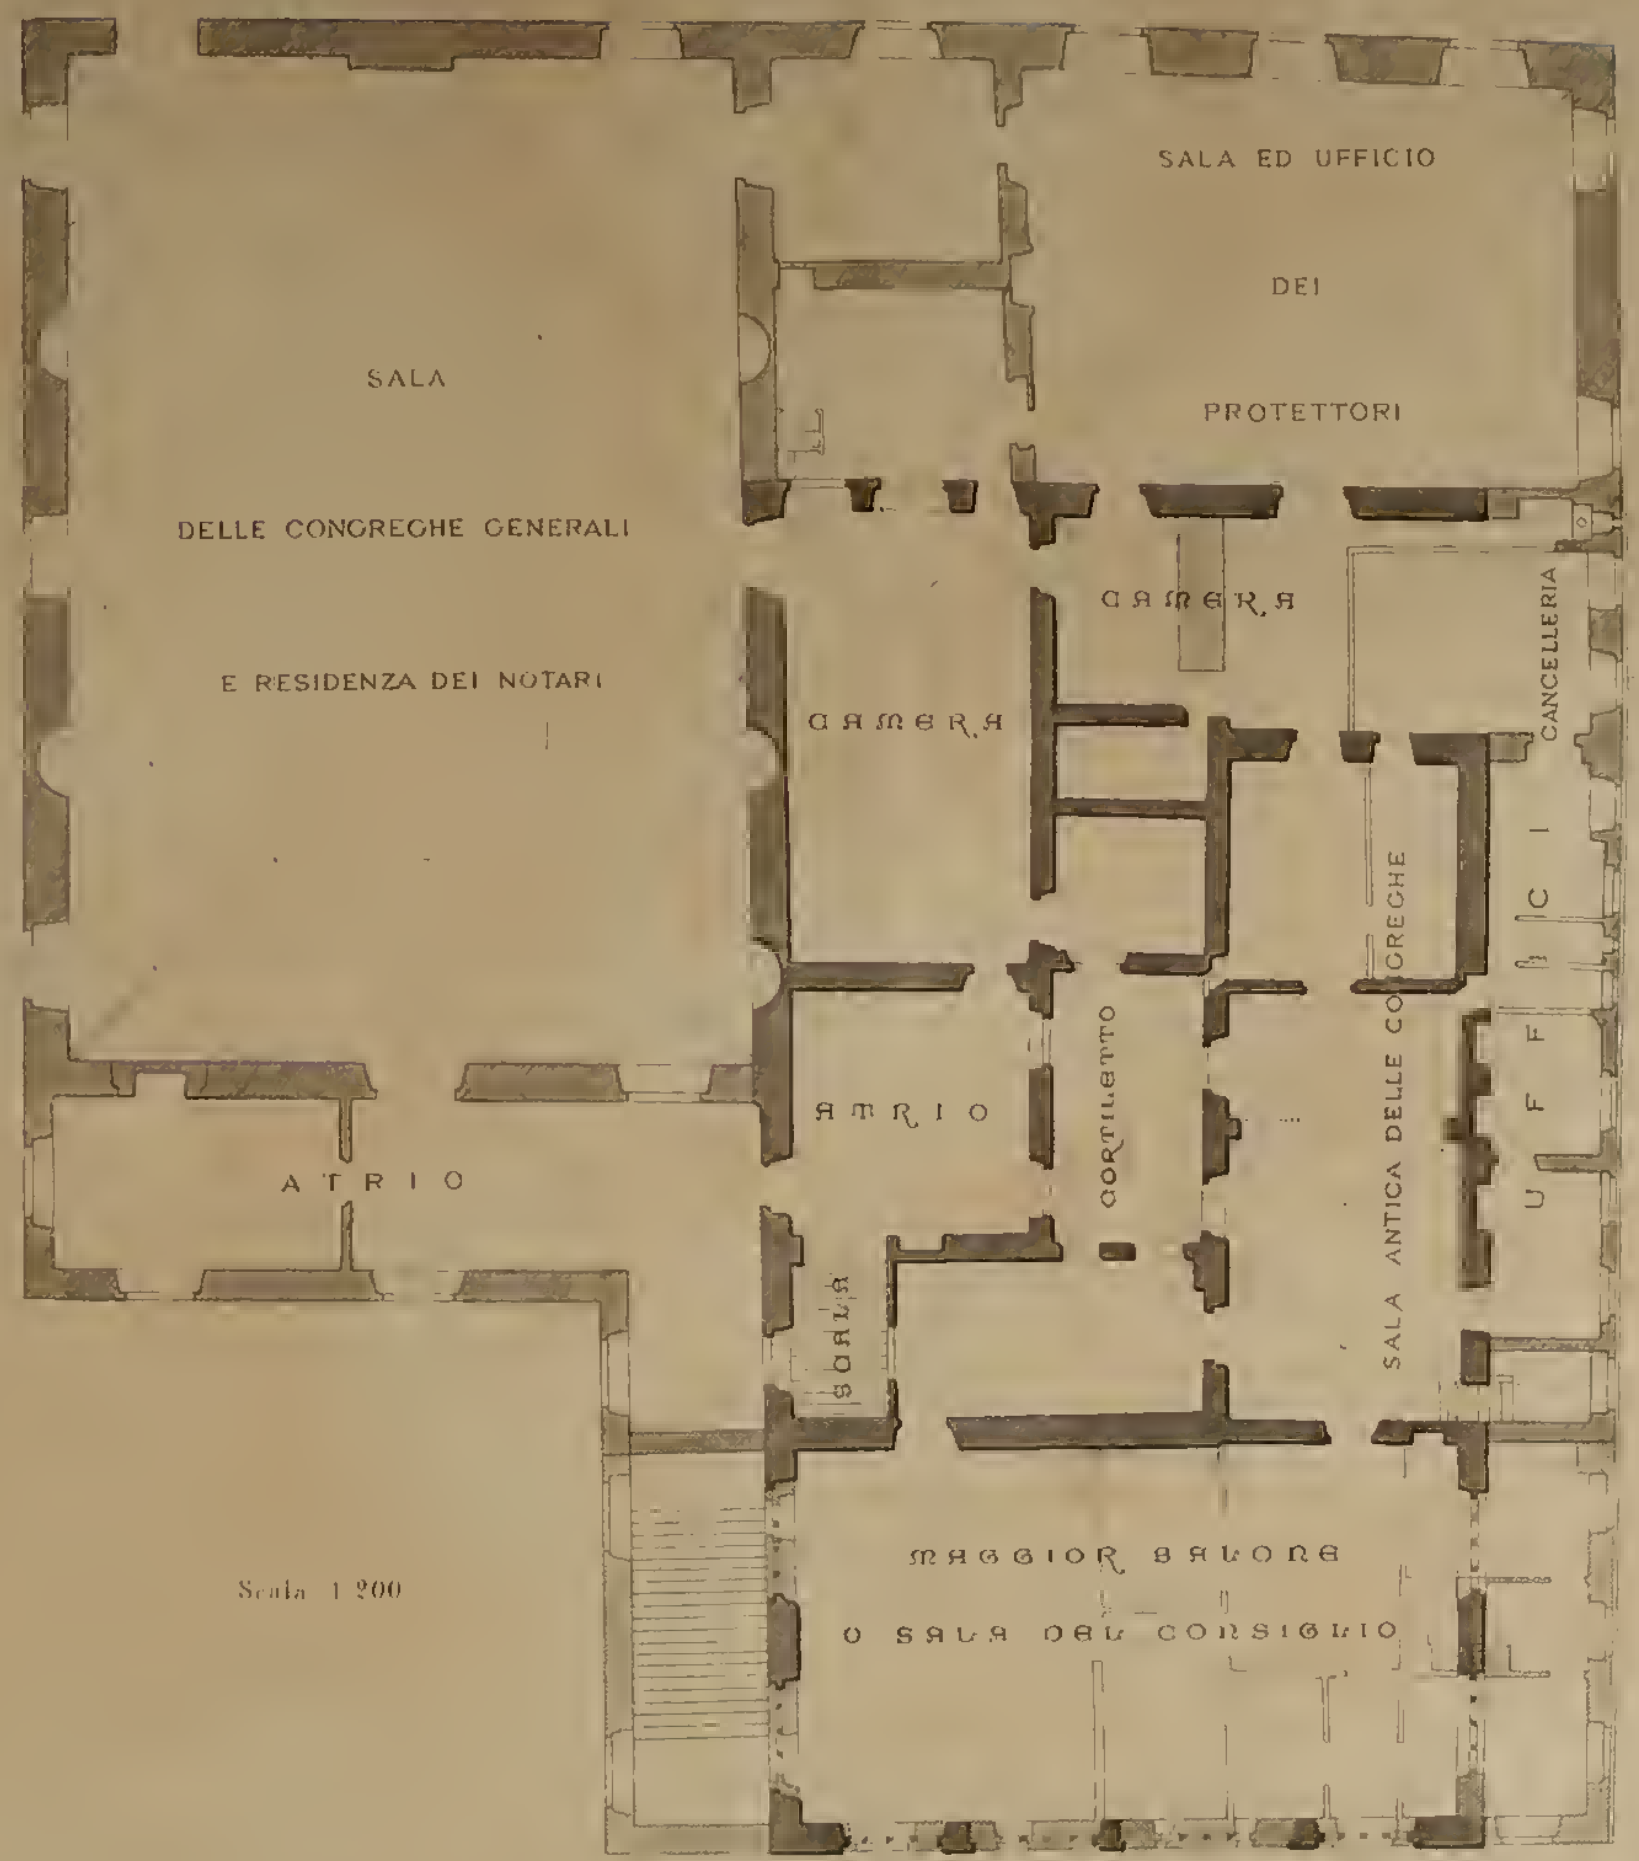 SALA ED UFFICIO
DEI
PROTETTORI
SALA
DELLE CONGREGHE GENERALI
E RESIDENZA DEI NOTARI
CAMERA
CANCELLERIA
CAMERA
UFFICI
SALA ANTICA DELLE CONGREGHE
CORTILETTO
ATRIO
ATRIO
SCALA
MAGGIOR SALONE
O SALA DEL CONSIGLIO
Scala 1 200